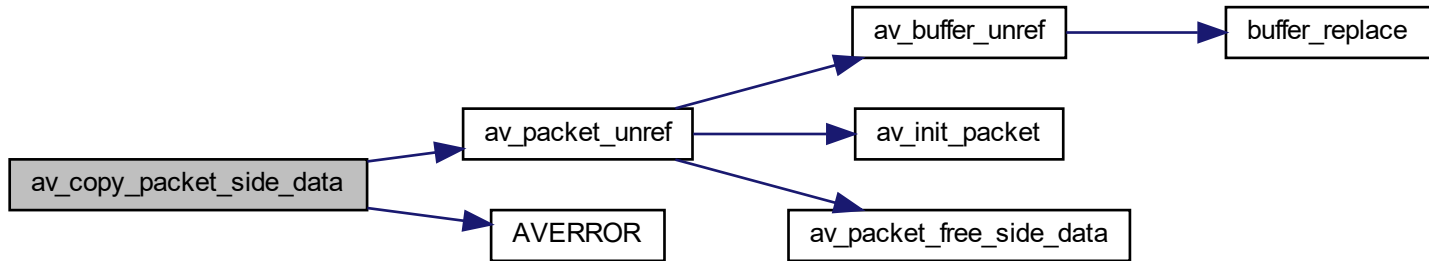 av_copy_packet_side_data
av_packet_unref
AVERROR
av_buffer_unref
av_init_packet
av_packet_free_side_data
buffer_replace